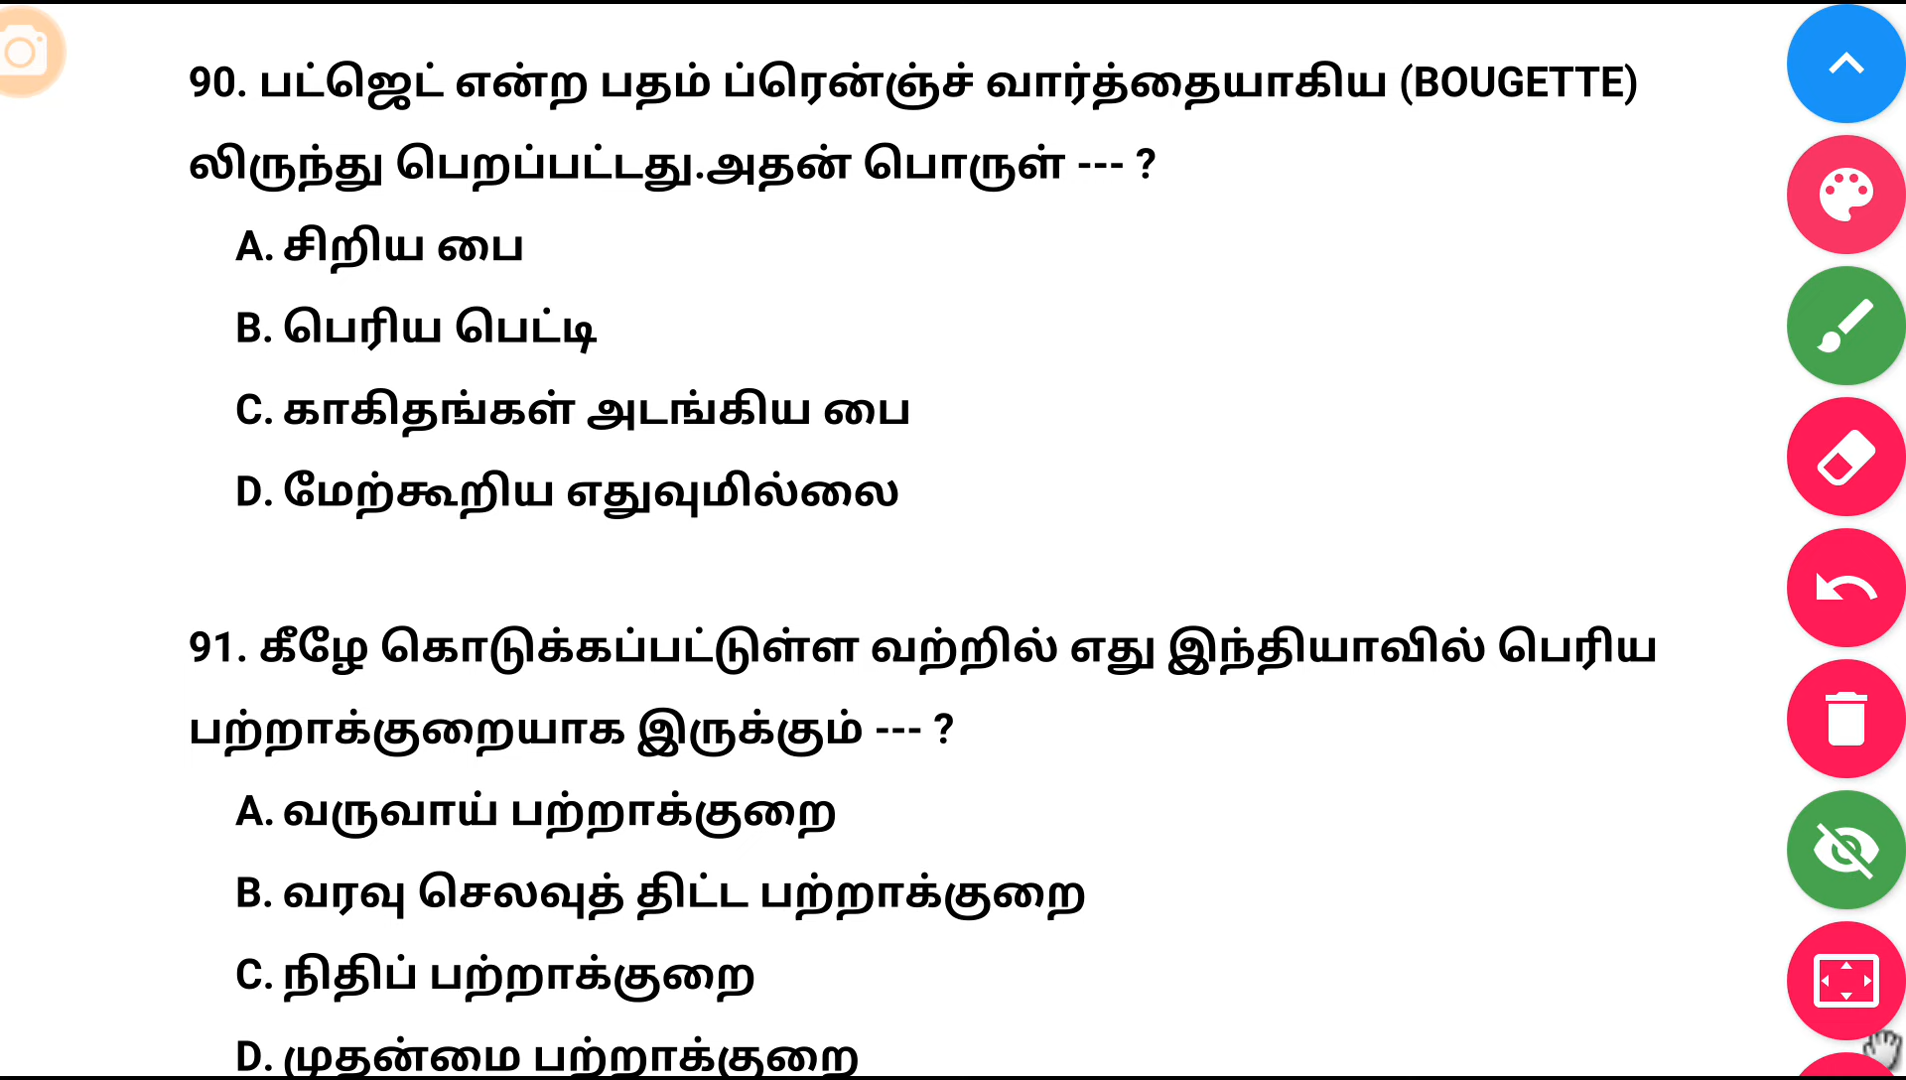 90. பட்ஜெட் என்ற பதம் ப்ரென்ஞ்ச் வார்த்தையாகிய (BOUGETTE)
லிருந்து பெறப்பட்டது.அதன் பொருள் --- ?
A. சிறிய பை
B. பெரிய பெட்டி
C. காகிதங்கள் அடங்கிய பை
D. மேற்கூறிய எதுவுமில்லை
91. கீழே கொடுக்கப்பட்டுள்ள வற்றில் எது இந்தியாவில் பெரிய
பற்றாக்குறையாக இருக்கும் --- ?
A. வருவாய் பற்றாக்குறை
B. வரவு செலவுத் திட்ட பற்றாக்குறை
C. நிதிப் பற்றாக்குறை
D. முதன்மை பற்றாக்குறை